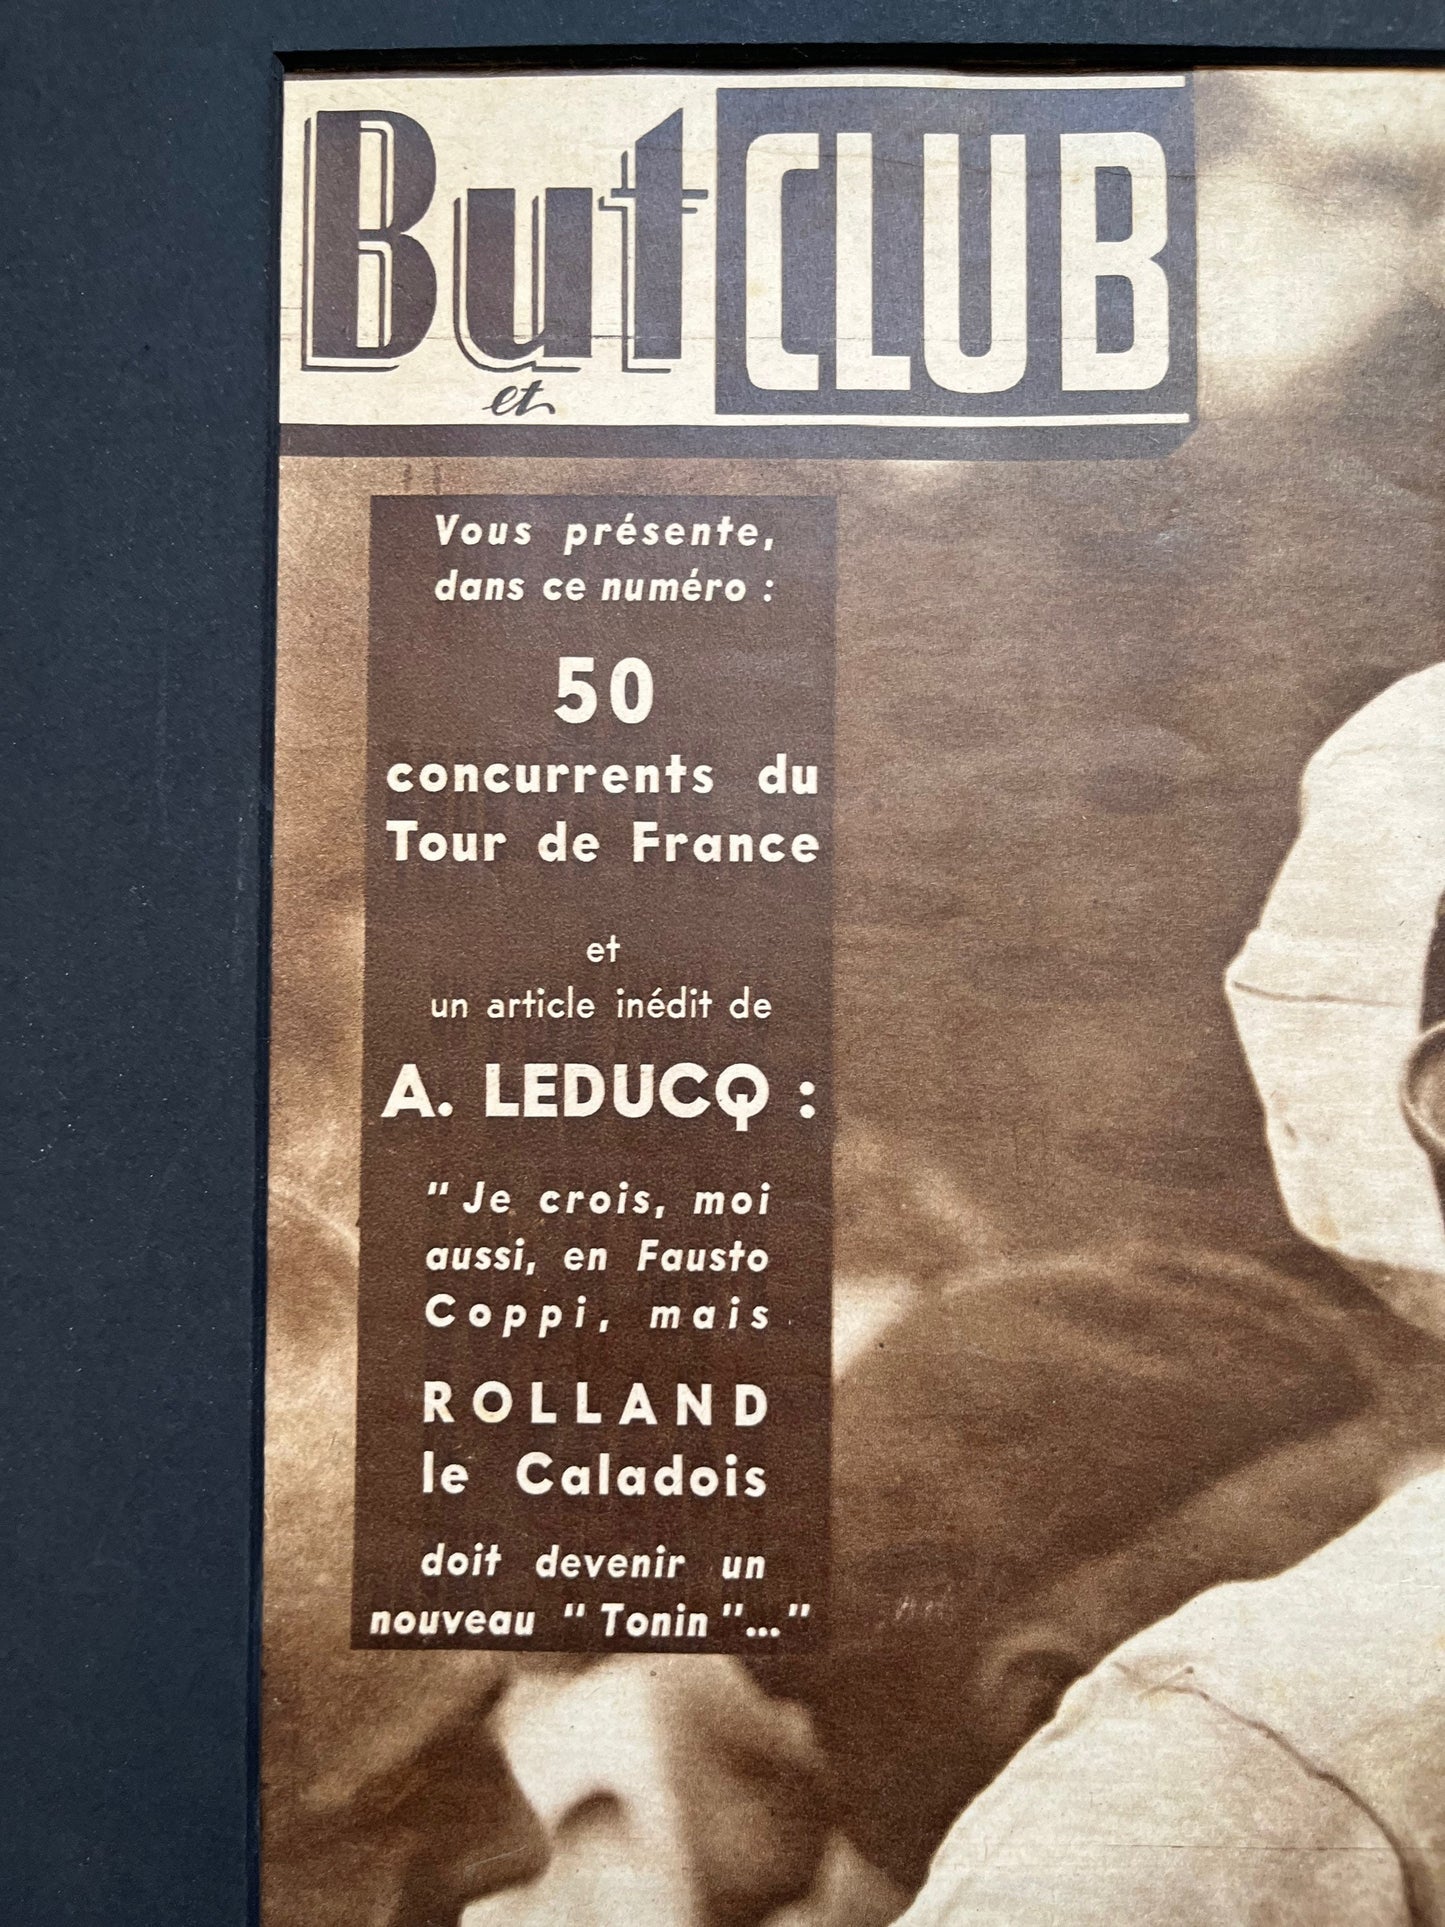 But et CLUB
Vous présente,
dans ce numéro :
50
concurrents du
Tour de France
et
un article inédit de
A. LEDUCQ :
"Je crois, moi
aussi, en Fausto
Coppi, mais
ROLLAND
le Caladois
doit devenir un
nouveau "Tonin"..."